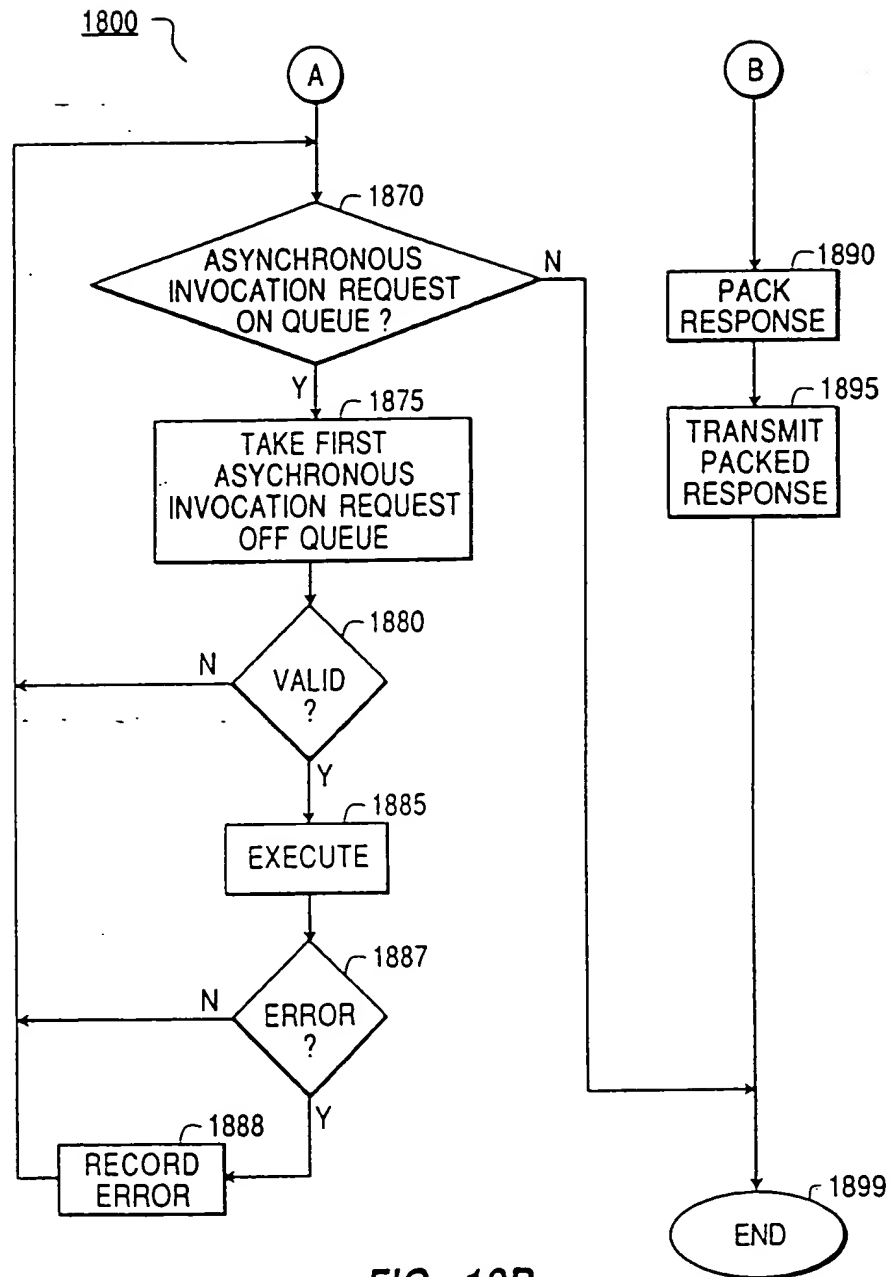 1800
A
B
1870
ASYNCHRONOUS
INVOCATION REQUEST
ON QUEUE ?
N
Y
1875
TAKE FIRST
ASYCHRONOUS
INVOCATION REQUEST
OFF QUEUE
1880
VALID
?
N
Y
1885
EXECUTE
1887
ERROR
?
N
Y
1888
RECORD
ERROR
1890
PACK
RESPONSE
1895
TRANSMIT
PACKED
RESPONSE
1899
END